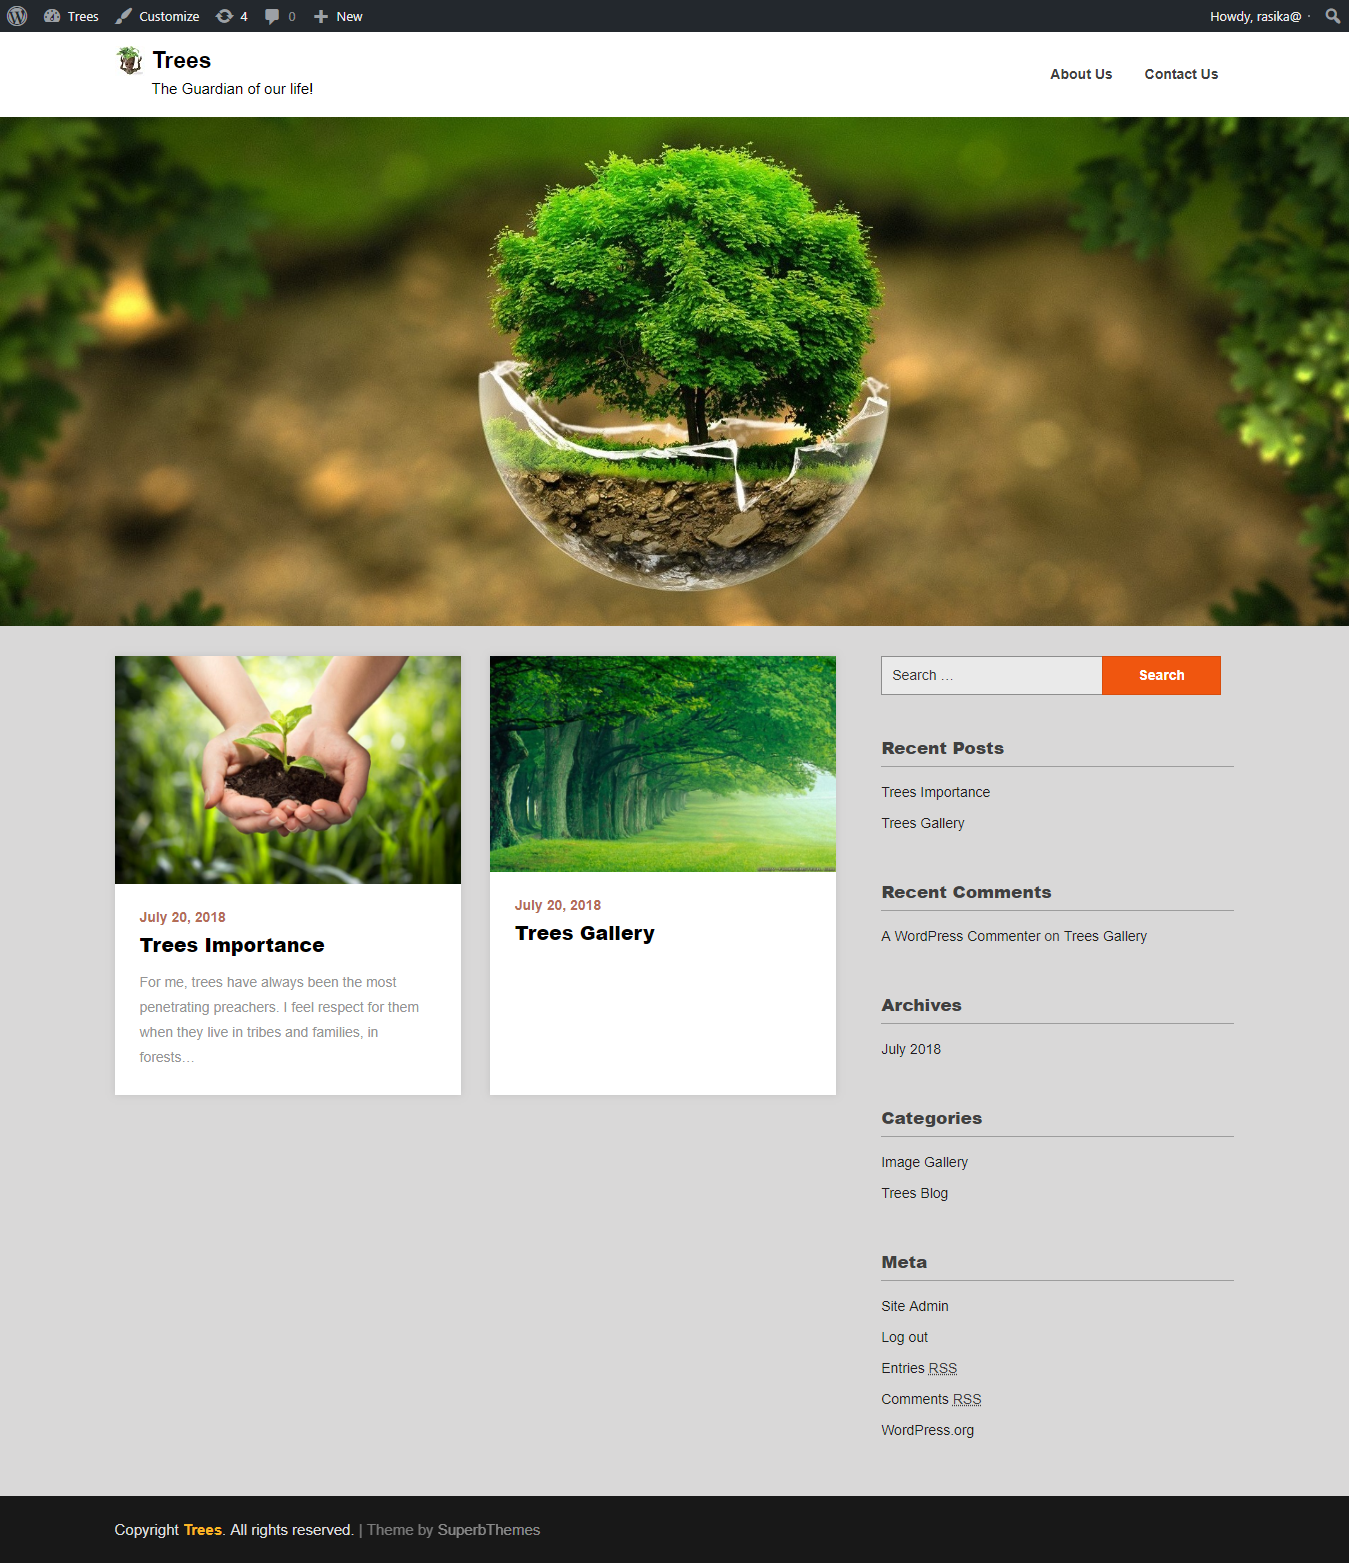 Trees Customize 4 0 New Howdy, rasika@
Trees
The Guardian of our life!
About Us Contact Us
July 20, 2018
Trees Importance
For me, trees have always been the most
penetrating preachers. I feel respect for them
when they live in tribes and families, in
forests…
July 20, 2018
Trees Gallery
Search …
Search
Recent Posts
Trees Importance
Trees Gallery
Recent Comments
A WordPress Commenter on Trees Gallery
Archives
July 2018
Categories
Image Gallery
Trees Blog
Meta
Site Admin
Log out
Entries RSS
Comments RSS
WordPress.org
Copyright Trees. All rights reserved. | Theme by SuperbThemes